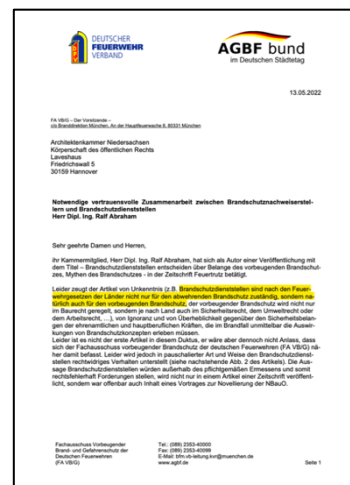 DEUTSCHER
FEUERWEHR
VERBAND
AGBF bund
im Deutschen Städtetag
13.05.2022
FA VB/G – Der Vorsitzende –
c/o Branddirektion München, An der Hauptfeuerwache 8, 80331 München
Architektenkammer Niedersachsen
Körperschaft des öffentlichen Rechts
Laveshaus
Friedrichswall 5
30159 Hannover
Notwendige vertrauensvolle Zusammenarbeit zwischen Brandschutznachweiserstel-
lern und Brandschutzdienststellen
Herr Dipl. Ing. Ralf Abraham
Sehr geehrte Damen und Herren,
ihr Kammermitglied, Herr Dipl. Ing. Ralf Abraham, hat sich als Autor einer Veröffentlichung mit
dem Titel – Brandschutzdienststellen entscheiden über Belange des vorbeugenden Brandschut-
zes, Mythen des Brandschutzes - in der Zeitschrift Feuertrutz betätigt.
Leider zeugt der Artikel von Unkenntnis (z.B. Brandschutzdienststellen sind nach den Feuer-
wehrgesetzen der Länder nicht nur für den abwehrenden Brandschutz zuständig, sondern na-
türlich auch für den vorbeugenden Brandschutz, der vorbeugender Brandschutz wird nicht nur
im Baurecht geregelt, sondern je nach Land auch im Sicherheitsrecht, dem Umweltrecht oder
dem Arbeitsrecht, …), von Ignoranz und von Überheblichkeit gegenüber den Sicherheitsbelan-
gen der ehrenamtlichen und hauptberuflichen Kräften, die im Brandfall unmittelbar die Auswir-
kungen von Brandschutzkonzepten erleben müssen.
Leider ist es nicht der erste Artikel in diesem Duktus, er wäre aber dennoch nicht Anlass, dass
sich der Fachausschuss vorbeugender Brandschutz der deutschen Feuerwehren (FA VB/G) nä-
her damit befasst. Leider wird jedoch in pauschalierter Art und Weise den Brandschutzdienst-
stellen rechtswidriges Verhalten unterstellt (siehe nachstehende Abb. 2 des Artikels). Die Aus-
sage Brandschutzdienststellen würden außerhalb des pflichtgemäßen Ermessens und somit
rechtsfehlerhaft Forderungen stellen, wird nicht nur in einem Artikel einer Zeitschrift veröffent-
licht, sondern war offenbar auch Inhalt eines Vortrages zur Novellierung der NBauO.
Fachausschuss Vorbeugender
Brand- und Gefahrenschutz der
Deutschen Feuerwehren
(FA VB/G)
Tel.: (089) 2353-40000
Fax: (089) 2353-40099
E-Mail: bfm.vb-leitung.kvr@muenchen.de
www.agbf.de
Seite 1